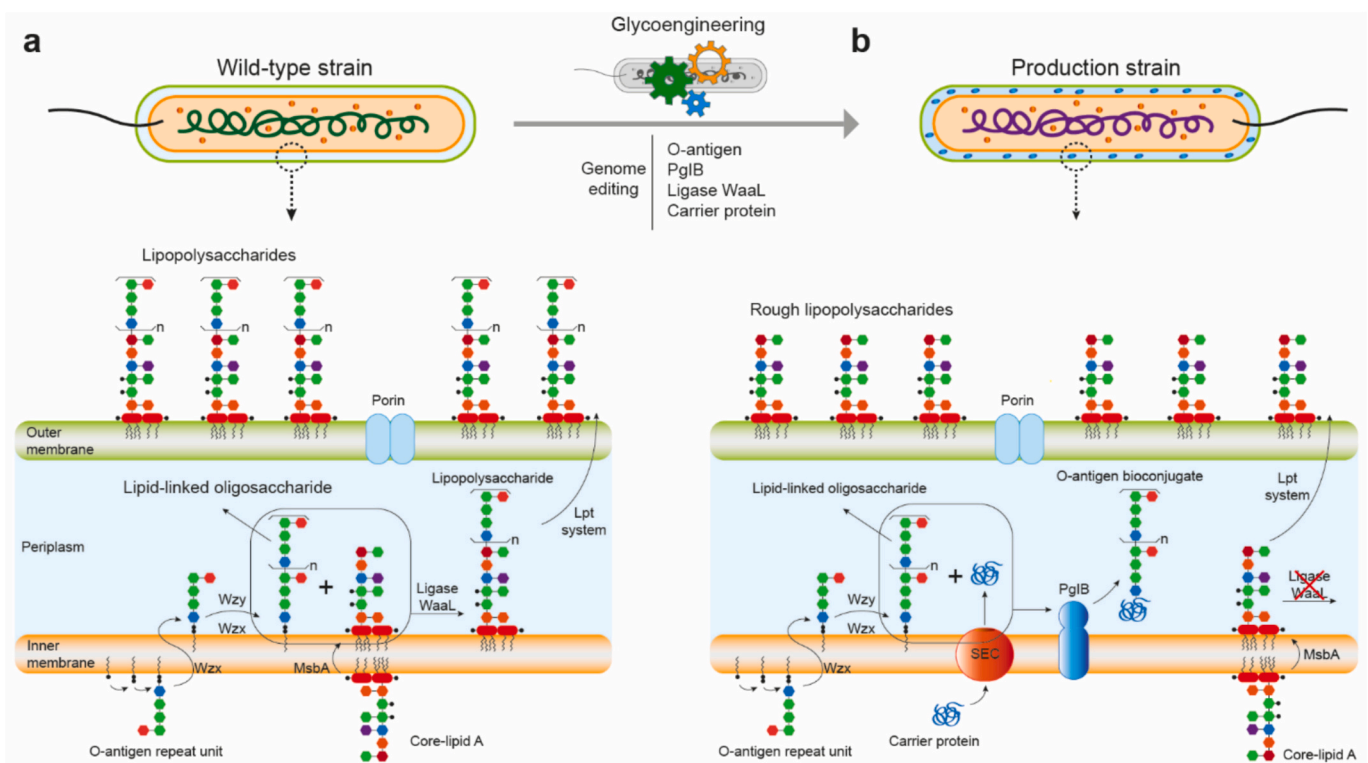 a
Wild-type strain
Glycoengineering
Genome
editing
O-antigen
PglB
Ligase WaaL
Carrier protein
b
Production strain
Lipopolysaccharides
n
n
n
n
n
Porin
Outer
membrane
Lipid-linked oligosaccharide
Lipopolysaccharide
Lpt
system
Periplasm
n
n
+
Ligase
WaaL
Wzy
Wzx
Inner
membrane
Wzx
MsbA
O-antigen repeat unit
Core-lipid A
Rough lipopolysaccharides
Porin
Lipid-linked oligosaccharide
O-antigen bioconjugate
Lpt
system
n
n
+
PglB
Ligase
WaaL
Wzy
Wzx
SEC
Wzx
MsbA
O-antigen repeat unit
Carrier protein
Core-lipid A